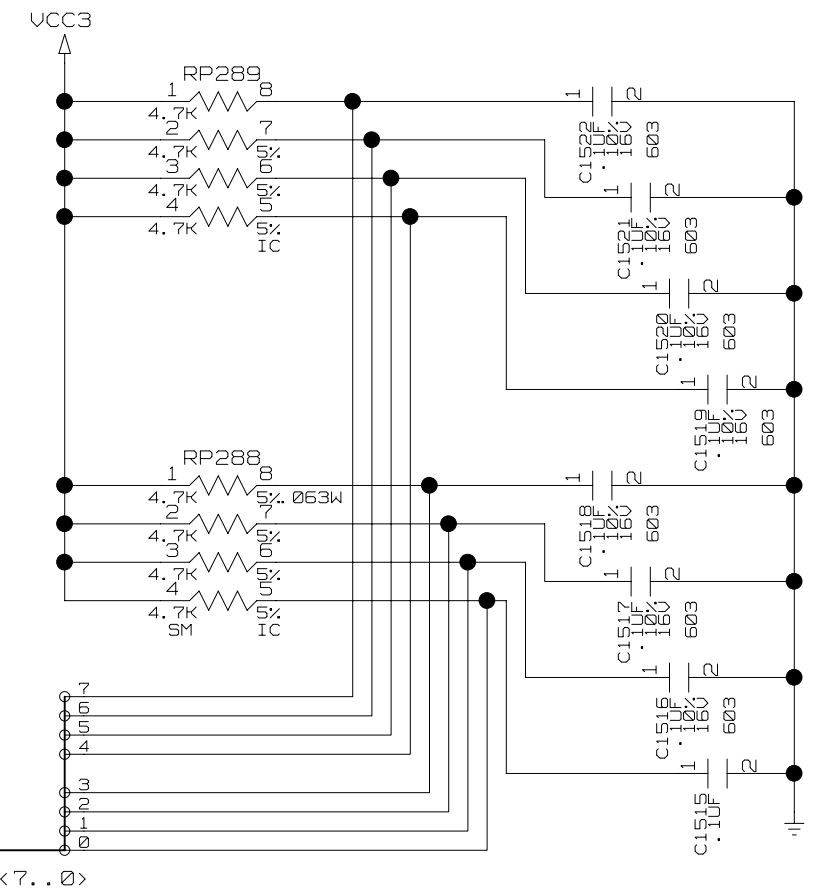 VCC3
RP289
1 8
4.7K
2 7
4.7K 5%
3 6
4.7K 5%
4 5
4.7K 5%
IC
1 2
C1522
.1UF
10%
16V
603
1 2
C1521
.1UF
10%
16V
603
1 2
C1520
.1UF
10%
16V
603
1 2
C1519
.1UF
10%
16V
603
RP288
1 8
4.7K 5% .063W
2 7
4.7K 5%
3 6
4.7K 5%
4 5
4.7K 5%
SM IC
1 2
C1518
.1UF
10%
16V
603
1 2
C1517
.1UF
10%
16V
603
1 2
C1516
.1UF
10%
16V
603
1 2
C1515
.1UF
7
6
5
4
3
2
1
0
<7..0>